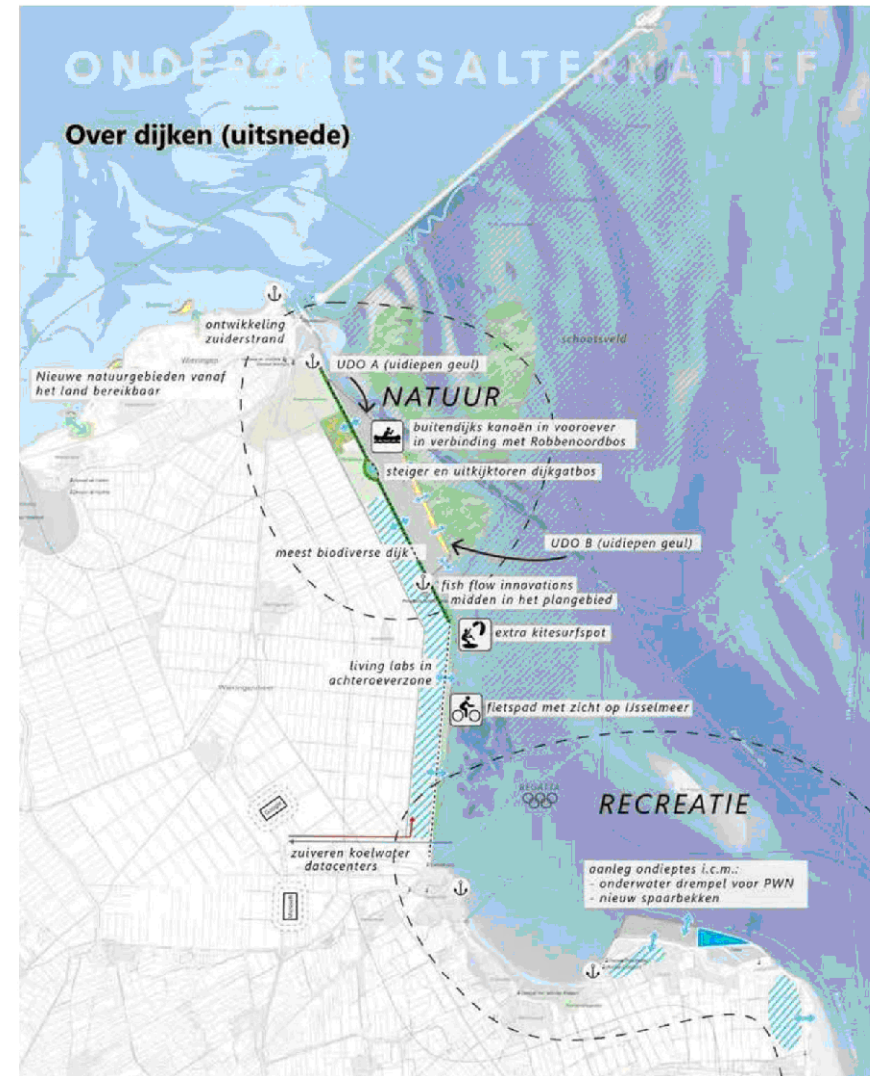 ONDERZOEKSALTERNATIEF
Over dijken (uitsnede)
ontwikkeling
zuiderstrand
schootsveld
Nieuwe natuurgebieden vanaf
het land bereikbaar
UDO A (uidiepen geul)
NATUUR
buitendijks kanoën in vooroever
in verbinding met Robbenoordbos
steiger en uitkijktoren dijkgatbos
UDO B (uidiepen geul)
meest biodiverse dijk
fish flow innovations
midden in het plangebied
extra kitesurfspot
living labs in
achteroeverzone
fietspad met zicht op IJsselmeer
REGATTA
RECREATIE
zuiveren koelwater
datacenters
aanleg ondieptes i.c.m.:
- onderwater drempel voor PWN
- nieuw spaarbekken